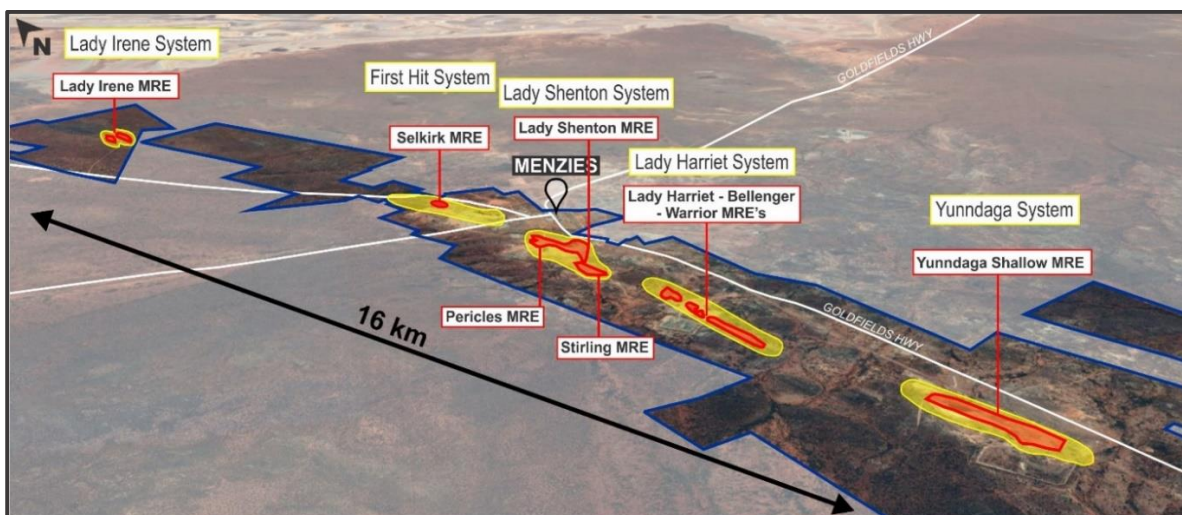 N
Lady Irene System
Lady Irene MRE
First Hit System
Selkirk MRE
Lady Shenton System
Lady Shenton MRE
MENZIES
GOLDFIELDS HWY
Lady Harriet System
Lady Harriet - Bellenger
- Warrior MRE's
Yunndaga System
Yunndaga Shallow MRE
Pericles MRE
Stirling MRE
GOLDFIELDS HWY
16 km